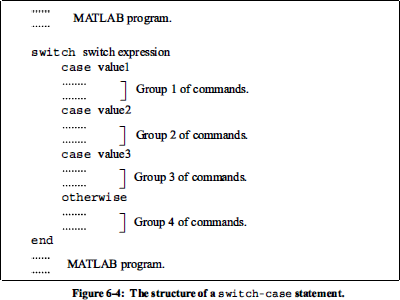 ......
...... MATLAB program.
switch switch expression
case value1
........
........ Group 1 of commands.
case value2
........
........ Group 2 of commands.
case value3
........
........ Group 3 of commands.
otherwise
........
........ Group 4 of commands.
end
......
...... MATLAB program.
Figure 6-4: The structure of a switch-case statement.